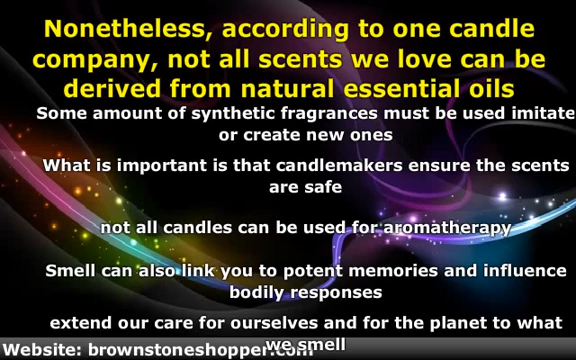 Nonetheless, according to one candle
company, not all scents we love can be
derived from natural essential oils
Some amount of synthetic fragrances must be used imitate
or create new ones
What is important is that candlemakers ensure the scents
are safe
not all candles can be used for aromatherapy
Smell can also link you to potent memories and influence
bodily responses
extend our care for ourselves and for the planet to what
we smell
Website: brownstoneshopper.com